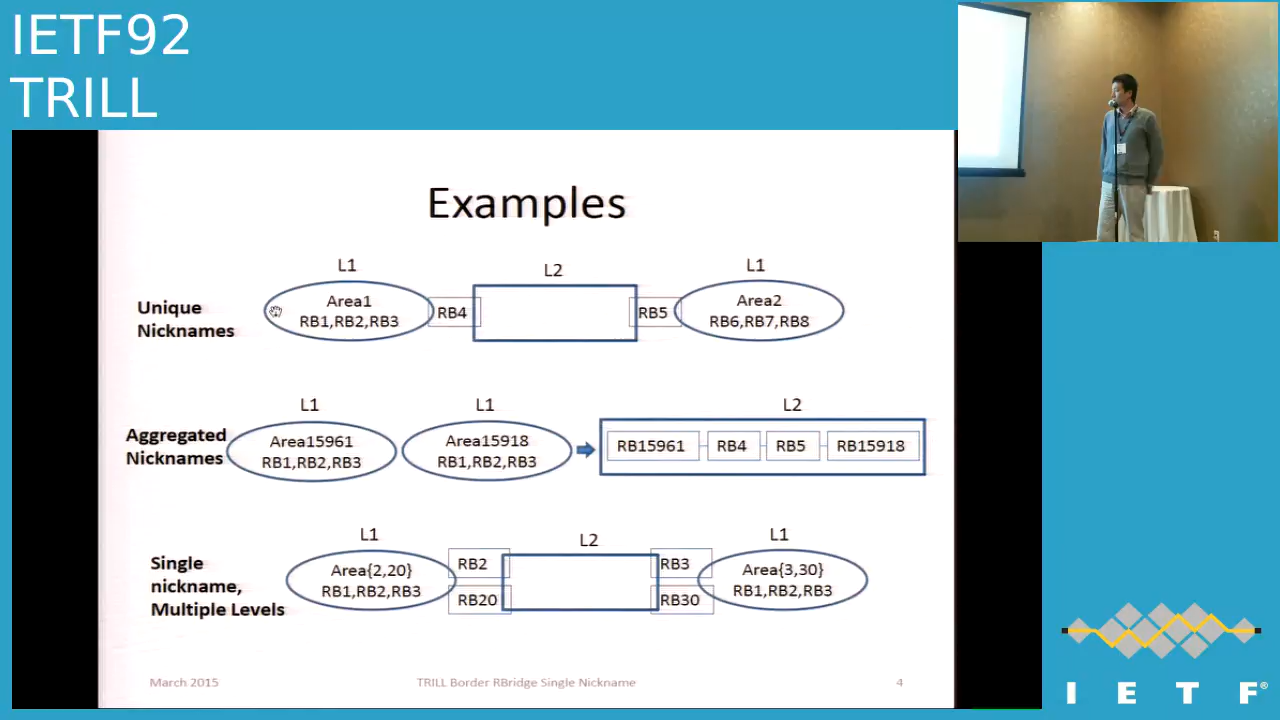 IETF92
TRILL
Examples
L1
L2
L1
Unique
Nicknames
Area1
RB1,RB2,RB3
RB4
RB5
Area2
RB6,RB7,RB8
L1
L1
L2
Aggregated
Nicknames
Area15961
RB1,RB2,RB3
Area15918
RB1,RB2,RB3
RB15961
RB4
RB5
RB15918
L1
L2
L1
Single
nickname,
Multiple Levels
Area{2,20}
RB1,RB2,RB3
RB2
RB20
RB3
RB30
Area{3,30}
RB1,RB2,RB3
March 2015
TRILL Border RBridge Single Nickname
4
I E T F®